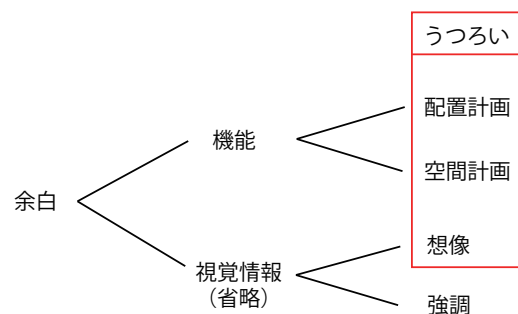 うつろい
配置計画
機能
空間計画
余白
想像
視覚情報
（省略）
強調